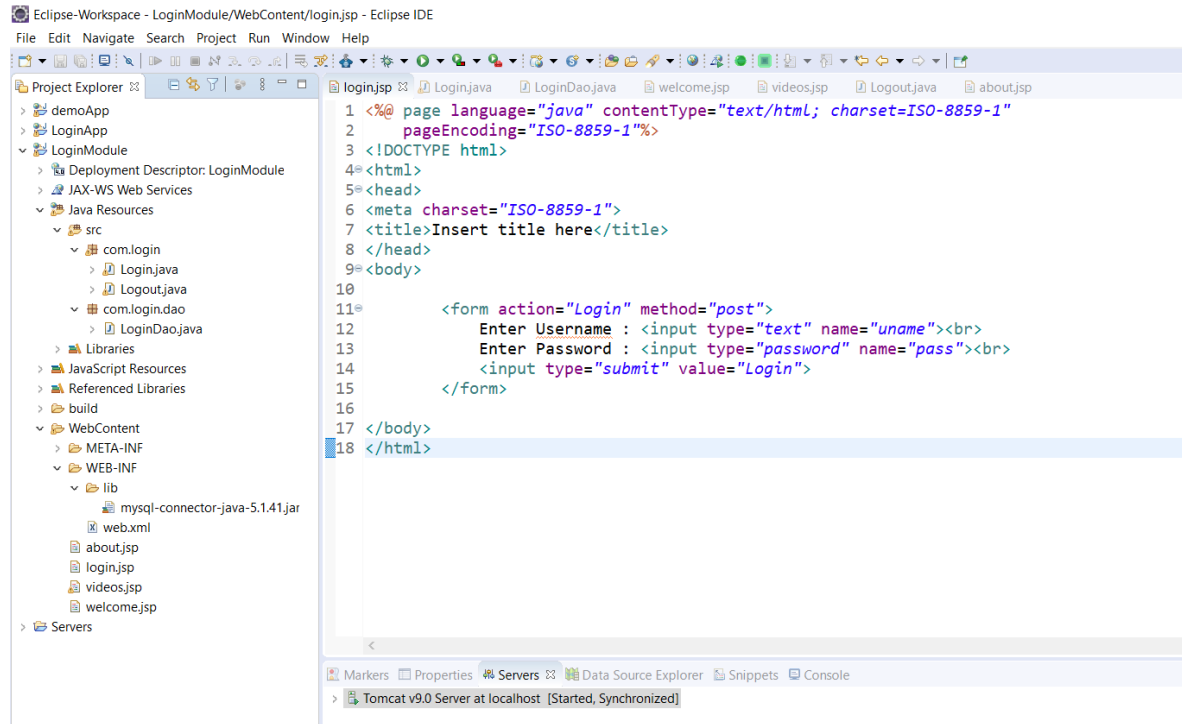 Eclipse-Workspace - LoginModule/WebContent/login.jsp - Eclipse IDE
File Edit Navigate Search Project Run Window Help
Project Explorer
demoApp
LoginApp
LoginModule
Deployment Descriptor: LoginModule
JAX-WS Web Services
Java Resources
src
com.login
Login.java
Logout.java
com.login.dao
LoginDao.java
Libraries
JavaScript Resources
Referenced Libraries
build
WebContent
META-INF
WEB-INF
lib
mysql-connector-java-5.1.41.jar
web.xml
about.jsp
login.jsp
videos.jsp
welcome.jsp
Servers
login.jsp Login.java LoginDao.java welcome.jsp videos.jsp Logout.java about.jsp
1 <%@ page language="java" contentType="text/html; charset=ISO-8859-1"
2     pageEncoding="ISO-8859-1"%>
3 <!DOCTYPE html>
4 <html>
5 <head>
6 <meta charset="ISO-8859-1">
7 <title>Insert title here</title>
8 </head>
9 <body>
10
11         <form action="Login" method="post">
12             Enter Username : <input type="text" name="uname"><br>
13             Enter Password : <input type="password" name="pass"><br>
14             <input type="submit" value="Login">
15         </form>
16
17 </body>
18 </html>
Markers Properties Servers Data Source Explorer Snippets Console
Tomcat v9.0 Server at localhost [Started, Synchronized]